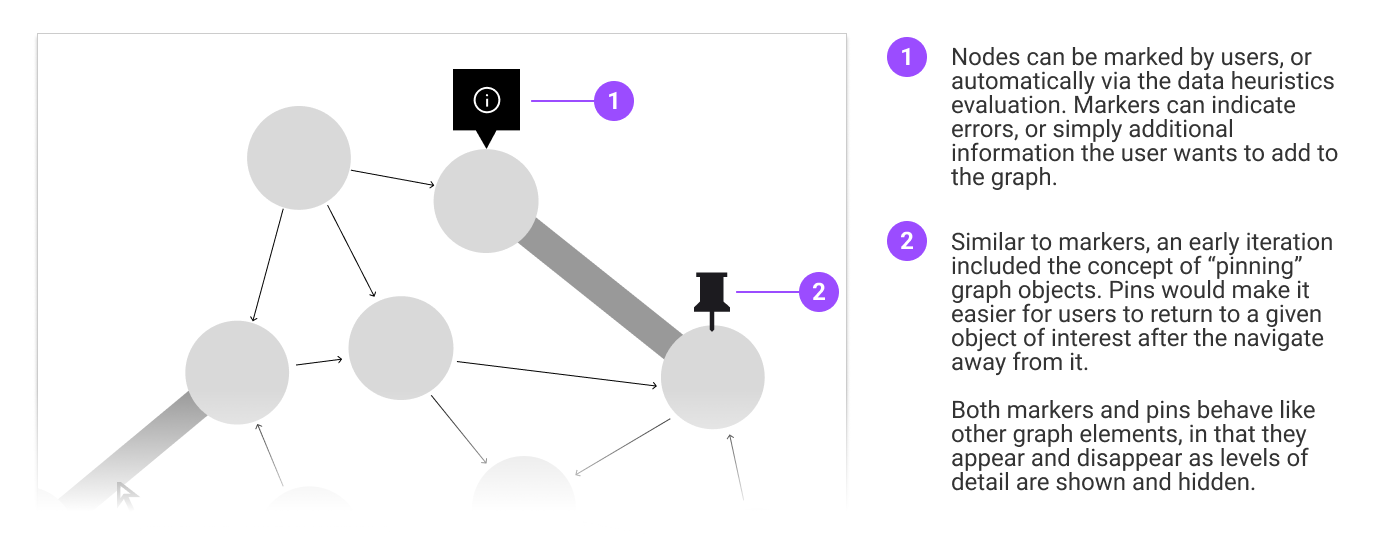 1
2
1
Nodes can be marked by users, or
automatically via the data heuristics
evaluation. Markers can indicate
errors, or simply additional
information the user wants to add to
the graph.
2
Similar to markers, an early iteration
included the concept of “pinning”
graph objects. Pins would make it
easier for users to return to a given
object of interest after the navigate
away from it.
Both markers and pins behave like
other graph elements, in that they
appear and disappear as levels of
detail are shown and hidden.